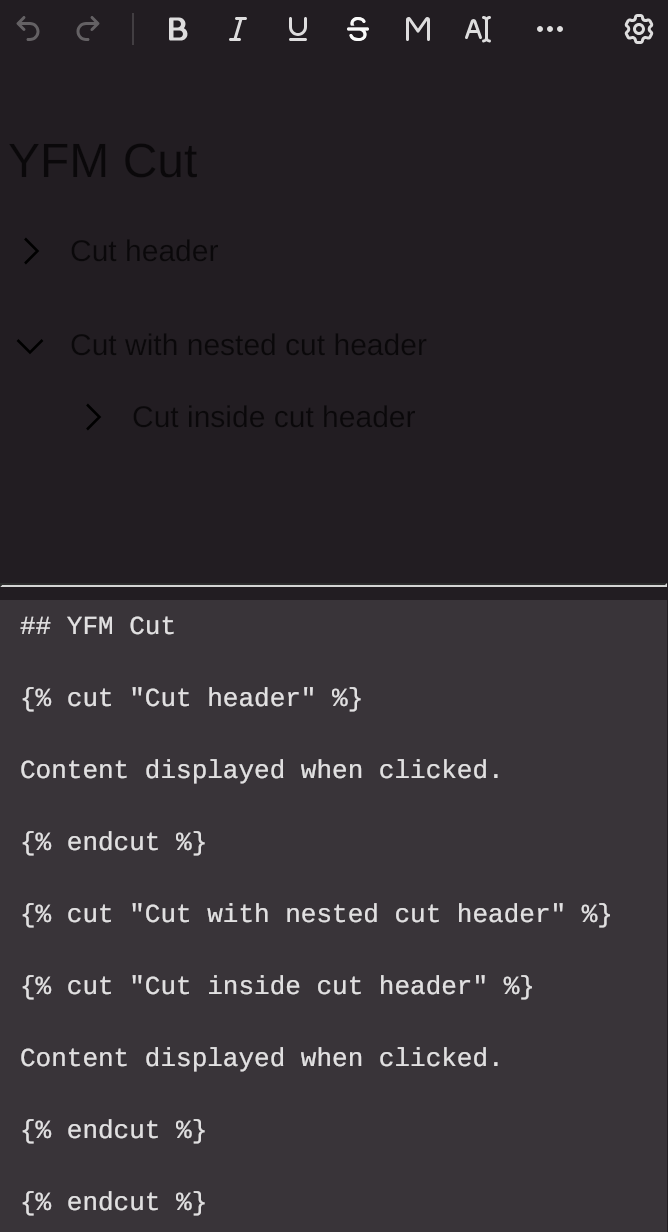 B I U S M AI
YFM Cut
Cut header
Cut with nested cut header
Cut inside cut header
## YFM Cut
{% cut "Cut header" %}
Content displayed when clicked.
{% endcut %}
{% cut "Cut with nested cut header" %}
{% cut "Cut inside cut header" %}
Content displayed when clicked.
{% endcut %}
{% endcut %}